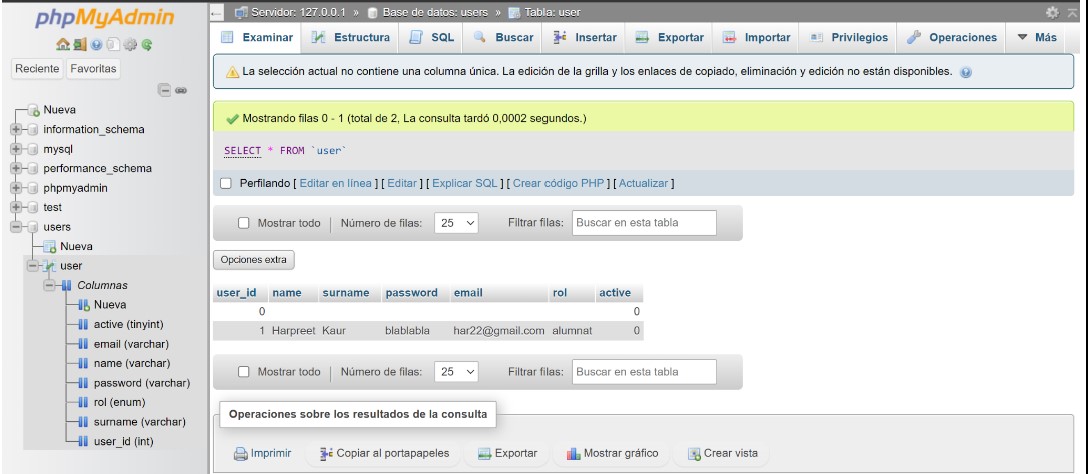 phpMyAdmin
Reciente Favoritas
Nueva
information_schema
mysql
performance_schema
phpmyadmin
test
users
Nueva
user
Columnas
Nueva
active (tinyint)
email (varchar)
name (varchar)
password (varchar)
rol (enum)
surname (varchar)
user_id (int)
Servidor: 127.0.0.1 » Base de datos: users » Tabla: user
Examinar Estructura SQL Buscar Insertar Exportar Importar Privilegios Operaciones Más
La selección actual no contiene una columna única. La edición de la grilla y los enlaces de copiado, eliminación y edición no están disponibles.
Mostrando filas 0 - 1 (total de 2, La consulta tardó 0,0002 segundos.)
SELECT * FROM `user`
Perfilando [ Editar en línea ] [ Editar ] [ Explicar SQL ] [ Crear código PHP ] [ Actualizar ]
Mostrar todo | Número de filas: 25 Filtrar filas: Buscar en esta tabla
Opciones extra
user_id name surname password email rol active
0 0
1 Harpreet Kaur blablabla har22@gmail.com alumnat 0
Mostrar todo | Número de filas: 25 Filtrar filas: Buscar en esta tabla
Operaciones sobre los resultados de la consulta
Imprimir Copiar al portapapeles Exportar Mostrar gráfico Crear vista